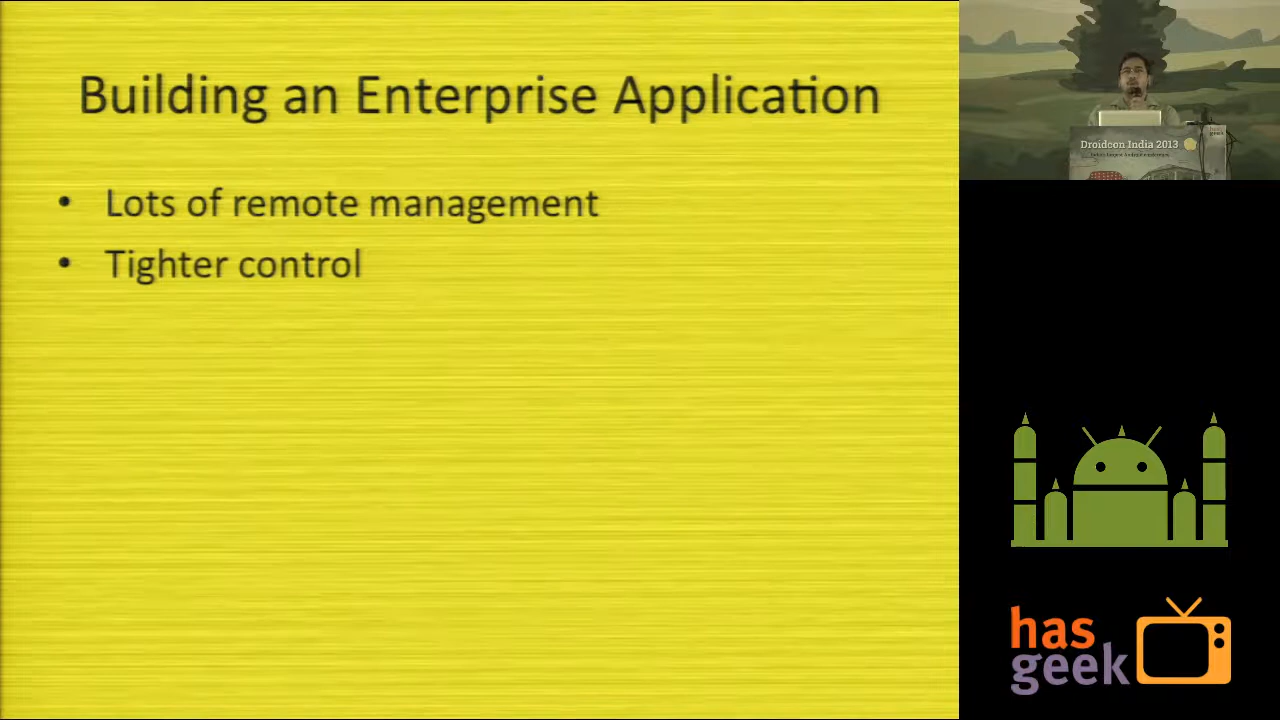 Building an Enterprise Application
• Lots of remote management
• Tighter control
Droidcon India 2013
has
geek